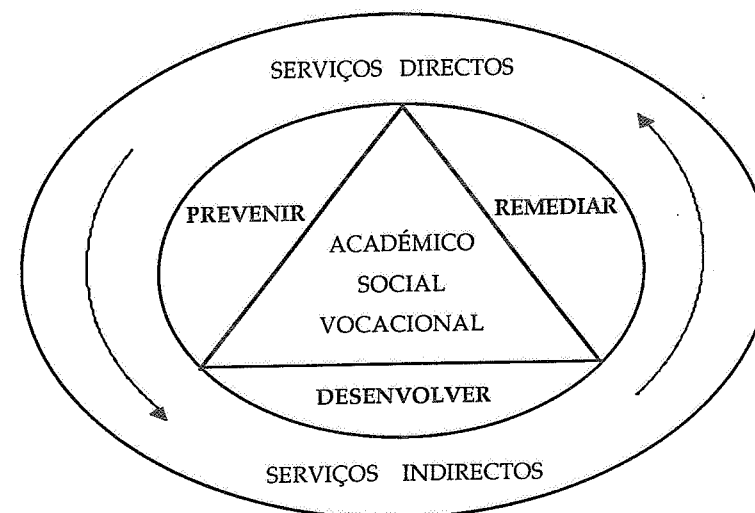 SERVIÇOS DIRECTOS
PREVENIR
REMEDIAR
ACADÉMICO
SOCIAL
VOCACIONAL
DESENVOLVER
SERVIÇOS INDIRECTOS